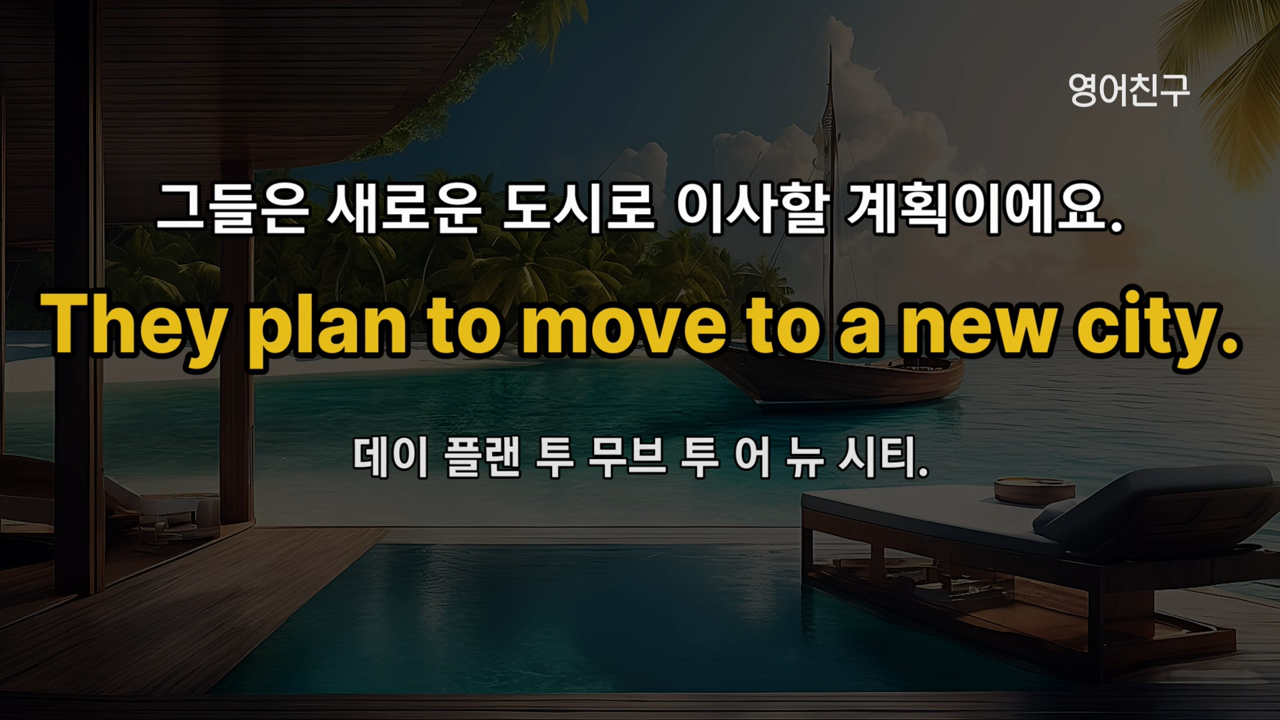 영어친구
그들은 새로운 도시로 이사할 계획이에요.
They plan to move to a new city.
데이 플랜 투 무브 투 어 뉴 시티.